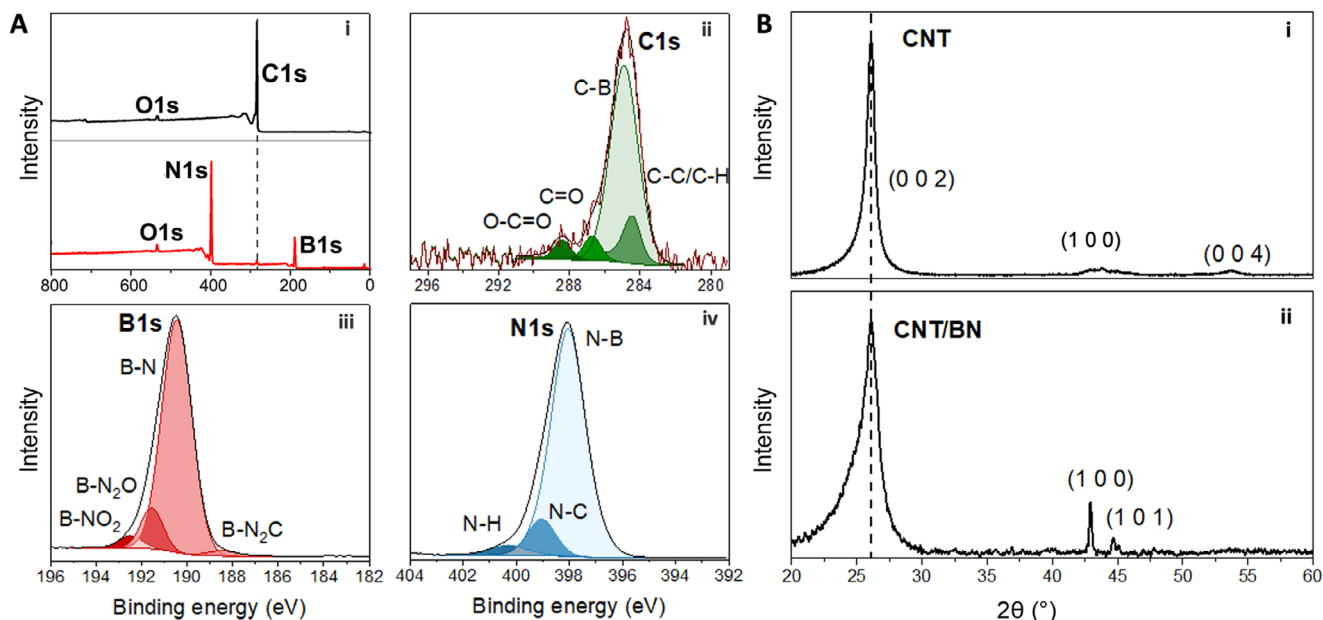 A
i
Intensity
C1s
O1s
N1s
O1s
B1s
800 600 400 200 0
ii
C1s
C-B
C-C/C-H
C=O
O-C=O
296 292 288 284 280
iii
Intensity
B1s
B-N
B-N₂O
B-NO₂
B-N₂C
196 194 192 190 188 186 184 182
Binding energy (eV)
iv
N1s
N-B
N-C
N-H
404 402 400 398 396 394 392
Binding energy (eV)
B
i
Intensity
CNT
(0 0 2)
(1 0 0)
(0 0 4)
ii
Intensity
CNT/BN
(1 0 0)
(1 0 1)
20 25 30 35 40 45 50 55 60
2θ (°)